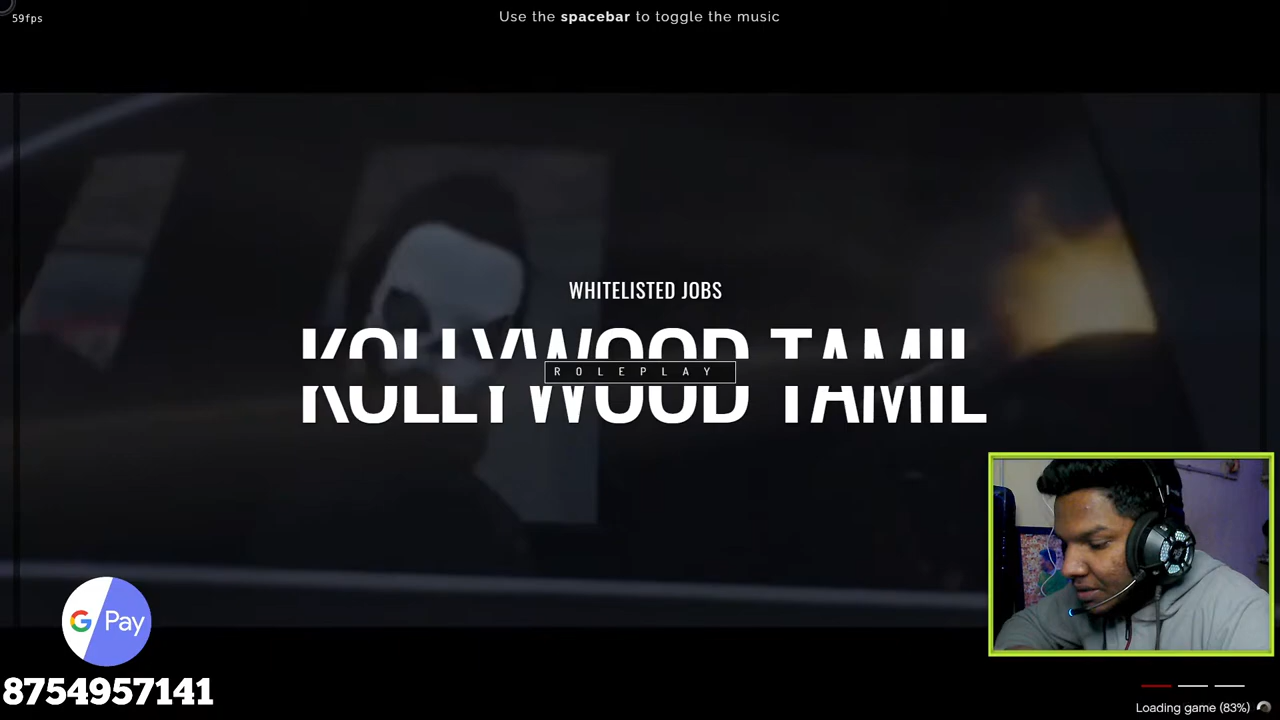 59fps
Use the spacebar to toggle the music
WHITELISTED JOBS
KOLLYWOOD TAMIL
ROLEPLAY
G Pay
8754957141
Loading game (83%)